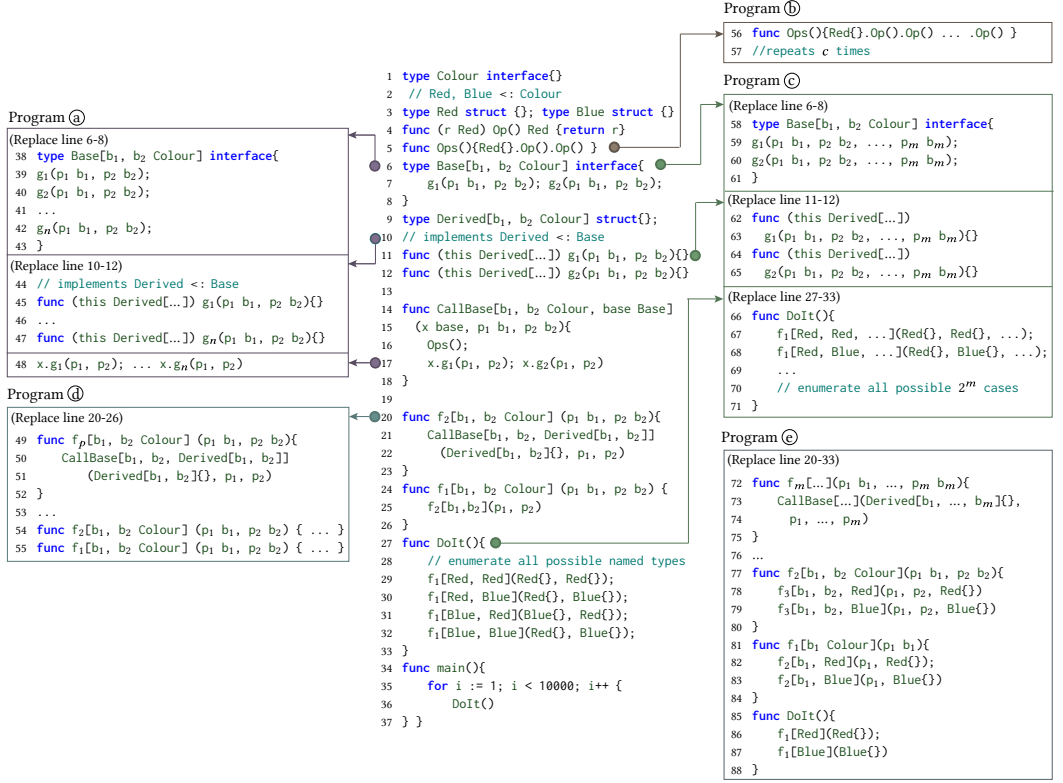 Program ⓐ
(Replace line 6-8)
38 type Base[b₁, b₂ Colour] interface{
39 g₁(p₁ b₁, p₂ b₂);
40 g₂(p₁ b₁, p₂ b₂);
41 ...
42 gₙ(p₁ b₁, p₂ b₂);
43 }
(Replace line 10-12)
44 // implements Derived <: Base
45 func (this Derived[…]) g₁(p₁ b₁, p₂ b₂){}
46 ...
47 func (this Derived[…]) gₙ(p₁ b₁, p₂ b₂){}
48 x.g₁(p₁, p₂); ... x.gₙ(p₁, p₂)
Program ⓓ
(Replace line 20-26)
49 func fₚ[b₁, b₂ Colour] (p₁ b₁, p₂ b₂){
50 CallBase[b₁, b₂, Derived[b₁, b₂]]
51 (Derived[b₁, b₂]{}, p₁, p₂)
52 }
53 ...
54 func f₂[b₁, b₂ Colour] (p₁ b₁, p₂ b₂) { ... }
55 func f₁[b₁, b₂ Colour] (p₁ b₁, p₂ b₂) { ... }
1 type Colour interface{}
2 // Red, Blue <: Colour
3 type Red struct {}; type Blue struct {}
4 func (r Red) Op() Red {return r}
5 func Ops(){Red{}.Op().Op() }
6 type Base[b₁, b₂ Colour] interface{
7 g₁(p₁ b₁, p₂ b₂); g₂(p₁ b₁, p₂ b₂);
8 }
9 type Derived[b₁, b₂ Colour] struct{};
10 // implements Derived <: Base
11 func (this Derived[…]) g₁(p₁ b₁, p₂ b₂){}
12 func (this Derived[…]) g₂(p₁ b₁, p₂ b₂){}
13
14 func CallBase[b₁, b₂ Colour, base Base]
15 (x base, p₁ b₁, p₂ b₂){
16 Ops();
17 x.g₁(p₁, p₂); x.g₂(p₁, p₂)
18 }
19
20 func f₂[b₁, b₂ Colour] (p₁ b₁, p₂ b₂){
21 CallBase[b₁, b₂, Derived[b₁, b₂]]
22 (Derived[b₁, b₂]{}, p₁, p₂)
23 }
24 func f₁[b₁, b₂ Colour] (p₁ b₁, p₂ b₂) {
25 f₂[b₁,b₂](p₁, p₂)
26 }
27 func DoIt(){
28 // enumerate all possible named types
29 f₁[Red, Red](Red{}, Red{});
30 f₁[Red, Blue](Red{}, Blue{});
31 f₁[Blue, Red](Blue{}, Red{});
32 f₁[Blue, Blue](Red{}, Blue{});
33 }
34 func main(){
35 for i := 1; i < 10000; i++ {
36 DoIt()
37 } }
Program ⓑ
56 func Ops(){Red{}.Op().Op() ... .Op() }
57 //repeats c times
Program ⓒ
(Replace line 6-8)
58 type Base[b₁, b₂ Colour] interface{
59 g₁(p₁ b₁, p₂ b₂, ..., pₘ bₘ);
60 g₂(p₁ b₁, p₂ b₂, ..., pₘ bₘ);
61 }
(Replace line 11-12)
62 func (this Derived[…])
63 g₁(p₁ b₁, p₂ b₂, ..., pₘ bₘ){}
64 func (this Derived[…])
65 g₂(p₁ b₁, p₂ b₂, ..., pₘ bₘ){}
(Replace line 27-33)
66 func DoIt(){
67 f₁[Red, Red, ...](Red{}, Red{}, ...);
68 f₁[Red, Blue, ...](Red{}, Blue{}, ...);
69 ...
70 // enumerate all possible 2ᵐ cases
71 }
Program ⓔ
(Replace line 20-33)
72 func fₘ[...](p₁ b₁, ..., pₘ bₘ){
73 CallBase[...](Derived[b₁, ..., bₘ]{},
74 p₁, ..., pₘ)
75 }
76 ...
77 func f₂[b₁, b₂ Colour](p₁ b₁, p₂ b₂){
78 f₃[b₁, b₂, Red](p₁, p₂, Red{})
79 f₃[b₁, b₂, Blue](p₁, p₂, Blue{})
80 }
81 func f₁[b₁ Colour](p₁ b₁){
82 f₂[b₁, Red](p₁, Red{});
83 f₂[b₁, Blue](p₁, Blue{})
84 }
85 func DoIt(){
86 f₁[Red](Red{});
87 f₁[Blue](Blue{})
88 }